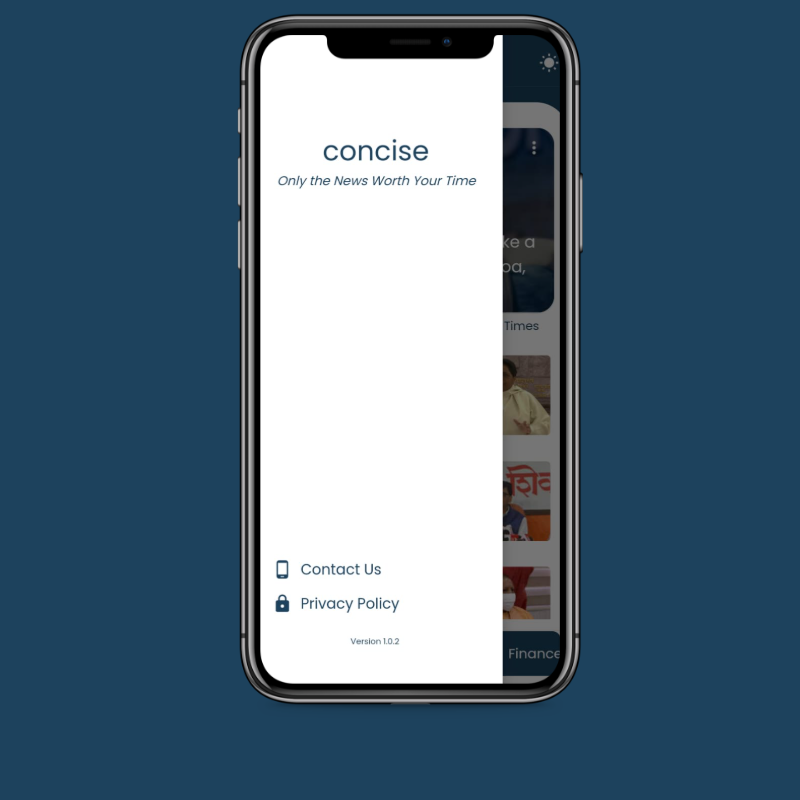 concise
Only the News Worth Your Time
ke a
oa,
Times
शिव
Contact Us
Privacy Policy
Version 1.0.2
Finance